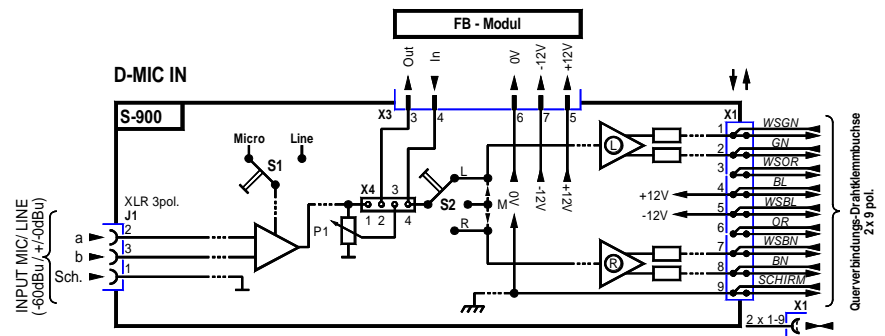 FB - Modul
Out
In
0V
-12V
+12V
D-MIC IN
S-900
X3
3
4
6
7
5
X1
Micro
Line
S1
X4
3
1
2
4
P1
S2
L
M
R
0V
-12V
+12V
L
R
+12V
-12V
INPUT MIC/ LINE
(-60dBu / +/-0dBu)
XLR 3pol.
J1
a
2
b
3
Sch.
1
1
WSGN
2
GN
3
WSOR
4
BL
5
WSBL
6
OR
7
WSBN
8
BN
9
SCHIRM
Querverbindungs-Drahtklemmbuchse
2 x 9 pol.
X1
2 x 1-9